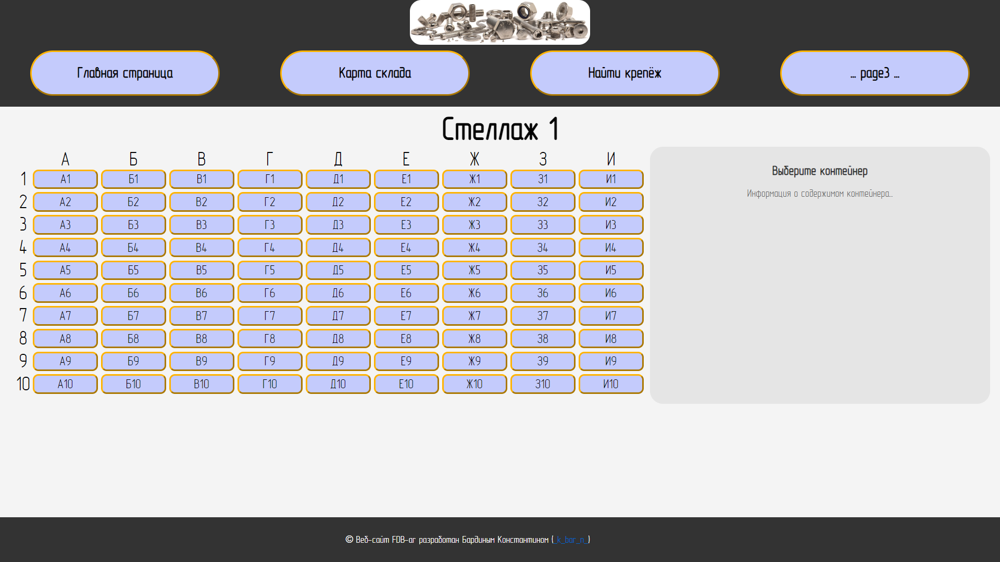 Главная страница Карта склада Найти крепёж ... page3 ...
Стеллаж 1
А Б В Г Д Е Ж З И
1 А1 Б1 В1 Г1 Д1 Е1 Ж1 З1 И1
2 А2 Б2 В2 Г2 Д2 Е2 Ж2 З2 И2
3 А3 Б3 В3 Г3 Д3 Е3 Ж3 З3 И3
4 А4 Б4 В4 Г4 Д4 Е4 Ж4 З4 И4
5 А5 Б5 В5 Г5 Д5 Е5 Ж5 З5 И5
6 А6 Б6 В6 Г6 Д6 Е6 Ж6 З6 И6
7 А7 Б7 В7 Г7 Д7 Е7 Ж7 З7 И7
8 А8 Б8 В8 Г8 Д8 Е8 Ж8 З8 И8
9 А9 Б9 В9 Г9 Д9 Е9 Ж9 З9 И9
10 А10 Б10 В10 Г10 Д10 Е10 Ж10 З10 И10
Выберите контейнер
Информация о содержимом контейнера...
© Веб-сайт FDB-ar разработан Бардиным Константином (_k_bar_n_)